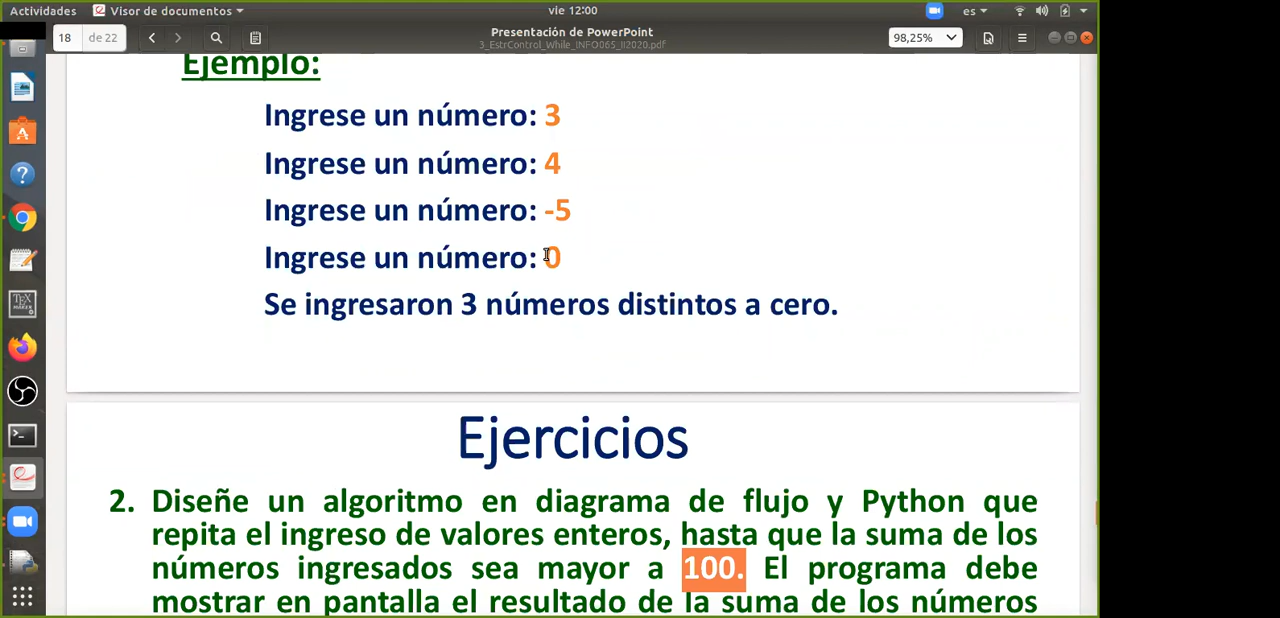 Actividades Visor de documentos vie 12:00 es
18 de 22 Presentación de PowerPoint 98,25%
3_EstrControl_While_INFO065_II2020.pdf
Ejemplo:
Ingrese un número: 3
Ingrese un número: 4
Ingrese un número: -5
Ingrese un número: 0
Se ingresaron 3 números distintos a cero.
Ejercicios
2. Diseñe un algoritmo en diagrama de flujo y Python que
repita el ingreso de valores enteros, hasta que la suma de los
números ingresados sea mayor a 100. El programa debe
mostrar en pantalla el resultado de la suma de los números